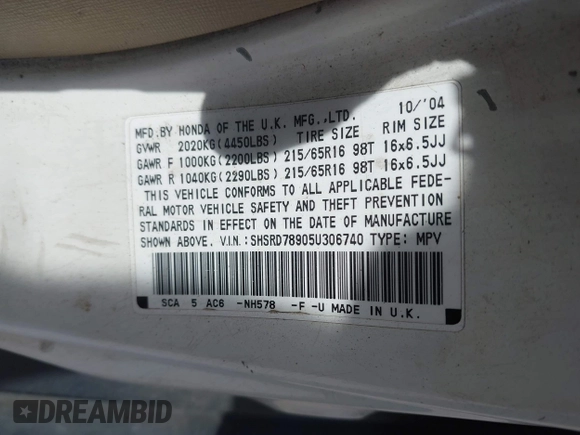 MFD.BY HONDA OF THE U.K. MFG.,LTD. 10/'04
GVWR 2020KG(4450LBS) TIRE SIZE RIM SIZE
GAWR F 1000KG(2200LBS) 215/65R16 98T 16x6.5JJ
GAWR R 1040KG(2290LBS) 215/65R16 98T 16x6.5JJ
THIS VEHICLE CONFORMS TO ALL APPLICABLE FEDE-
RAL MOTOR VEHICLE SAFETY AND THEFT PREVENTION
STANDARDS IN EFFECT ON THE DATE OF MANUFACTURE
SHOWN ABOVE. V.I.N.:SHSRD78905U306740 TYPE: MPV
SCA 5 AC6 -NH578 -F -U MADE IN U.K.
DREAMBID